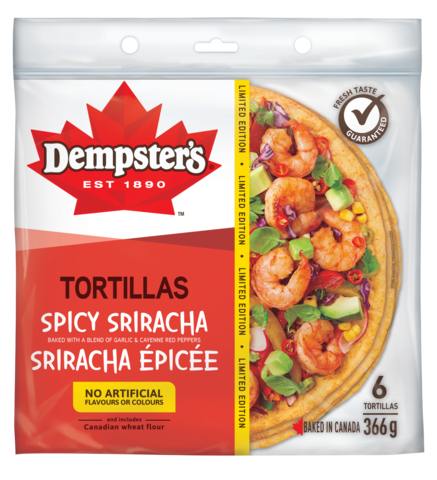 Dempster's
EST 1890
TM
TORTILLAS
SPICY SRIRACHA
BAKED WITH A BLEND OF GARLIC & CAYENNE RED PEPPERS
SRIRACHA ÉPICÉE
NO ARTIFICIAL
FLAVOURS OR COLOURS
and includes
Canadian wheat flour
LIMITED EDITION • LIMITED EDITION • LIMITED EDITION • LIMITED EDITION
FRESH TASTE
GUARANTEED
6
TORTILLAS
BAKED IN CANADA 366g